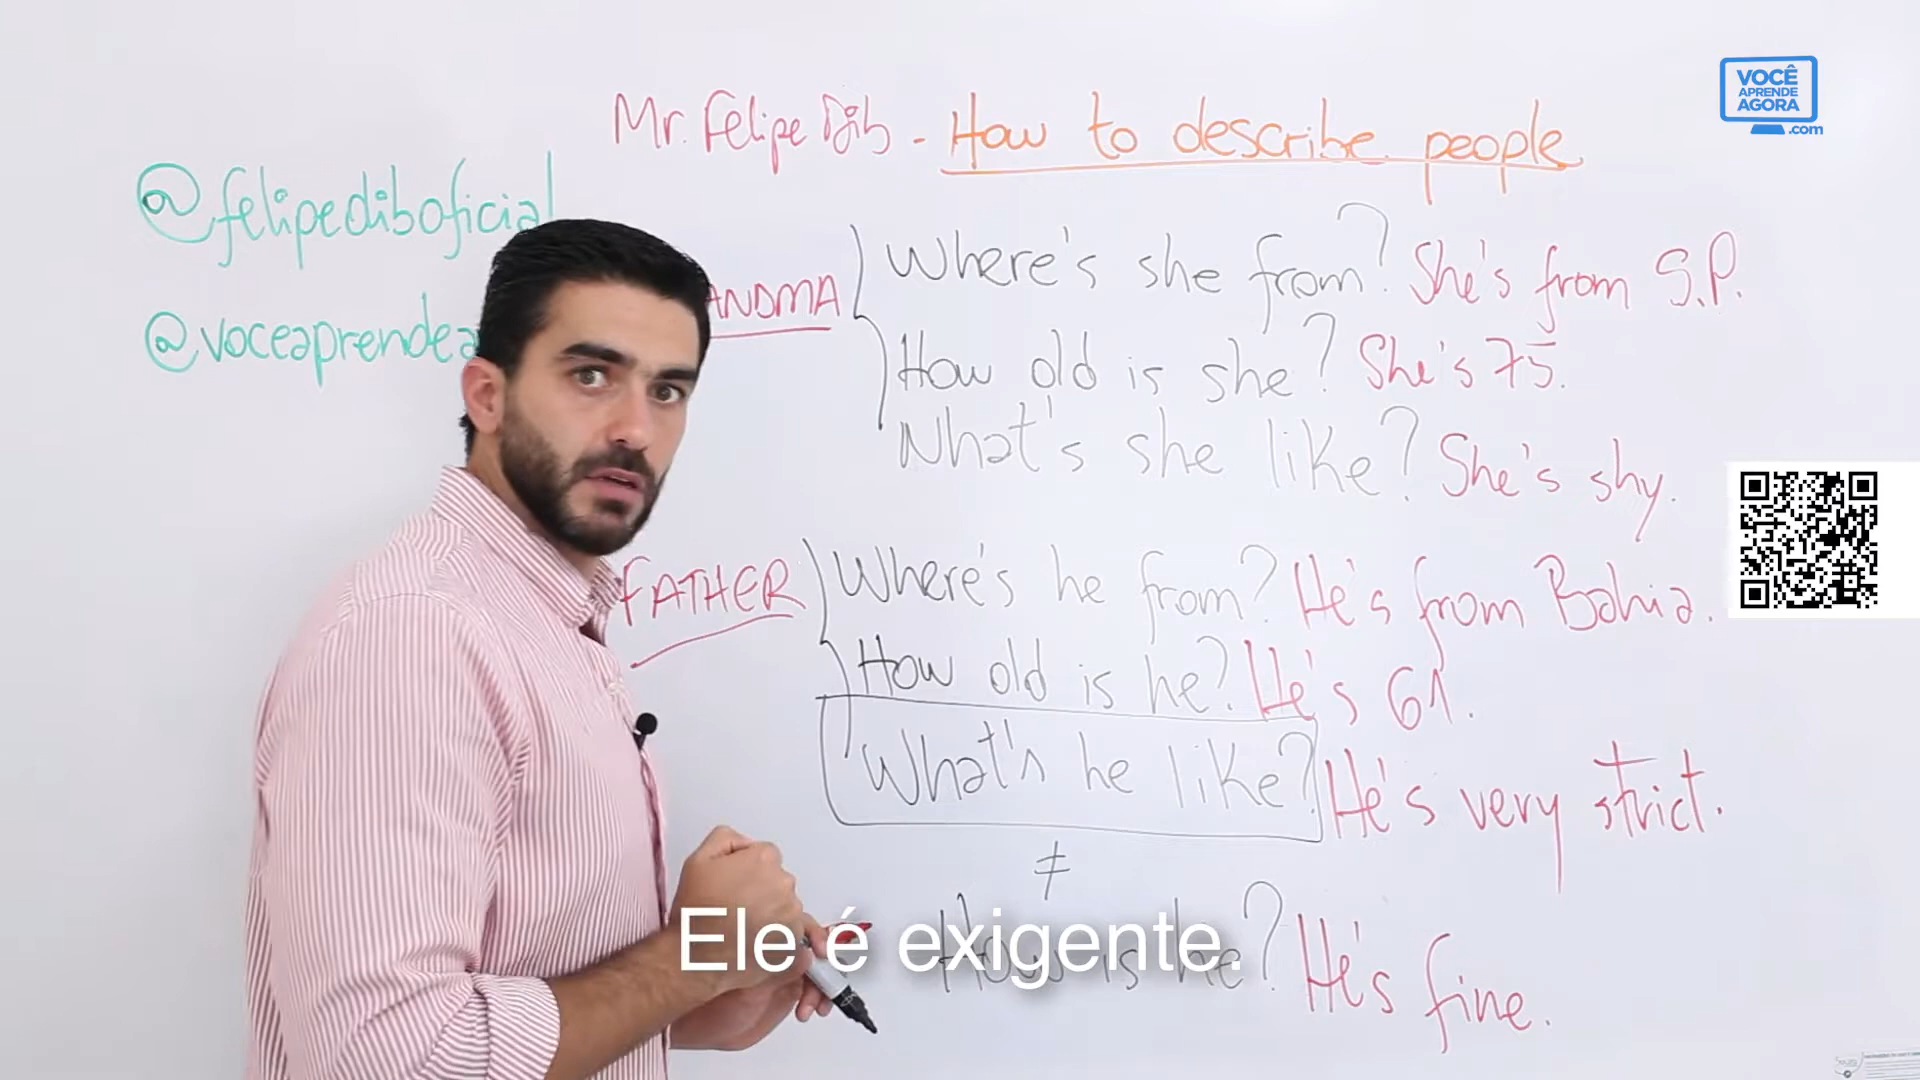 VOCÊ
APRENDE
AGORA
.com
Mr. Felipe Dib - How to describe people
@felipediboficial
@voceaprendea
ANDMA
Where's she from? She's from S.P.
How old is she? She's 75.
What's she like? She's shy.
FATHER
Where's he from? He's from Bahia.
How old is he? He's 61.
What's he like? He's very strict.
≠
How is he? He's fine.
Ele é exigente.